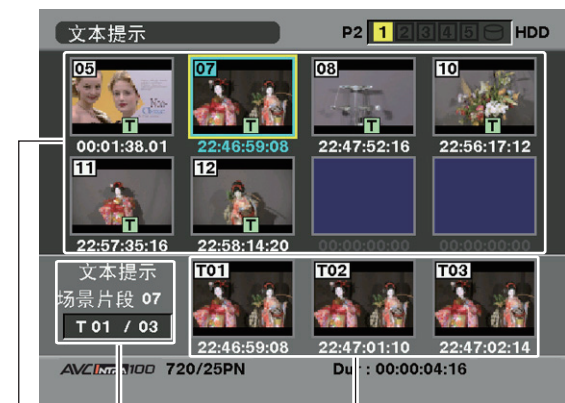 文本提示 P2 1 2 3 4 5 HDD
05 07 08 10
T T T T
00:01:38.01 22:46:59:08 22:47:52:16 22:56:17:12
11 12
T T
22:57:35:16 22:58:14:20 00:00:00:00 00:00:00:00
文本提示 T01 T02 T03
场景片段 07
T 01 / 03
22:46:59:08 22:47:01:10 22:47:02:14
AVC INTRA 100 720/25PN Dur : 00:00:04:16